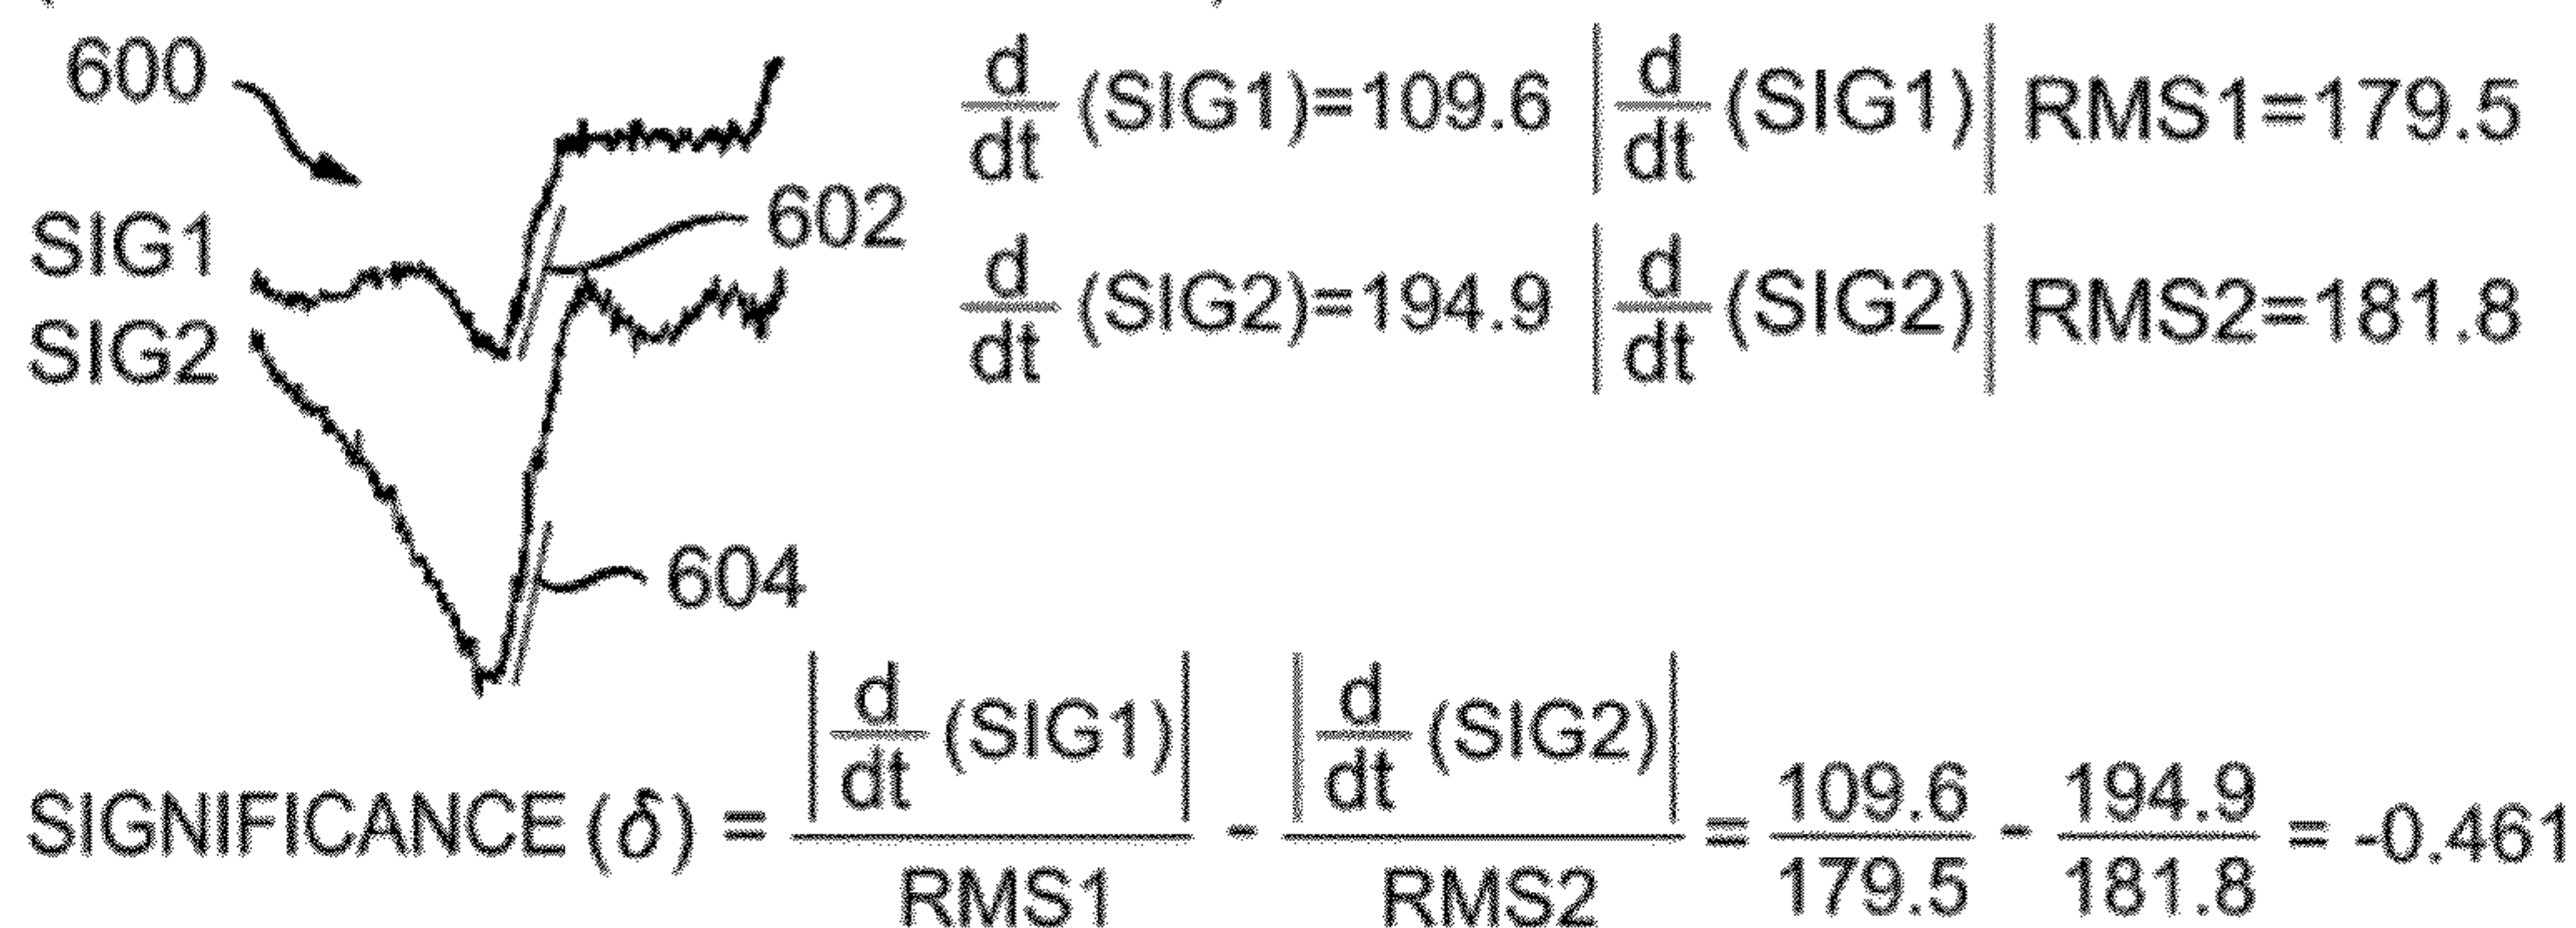 600
d/dt (SIG1)=109.6 |d/dt (SIG1)| RMS1=179.5
SIG1
602
SIG2
d/dt (SIG2)=194.9 |d/dt (SIG2)| RMS2=181.8
604
SIGNIFICANCE (δ) = |d/dt (SIG1)|/RMS1 - |d/dt (SIG2)|/RMS2 = 109.6/179.5 - 194.9/181.8 = -0.461